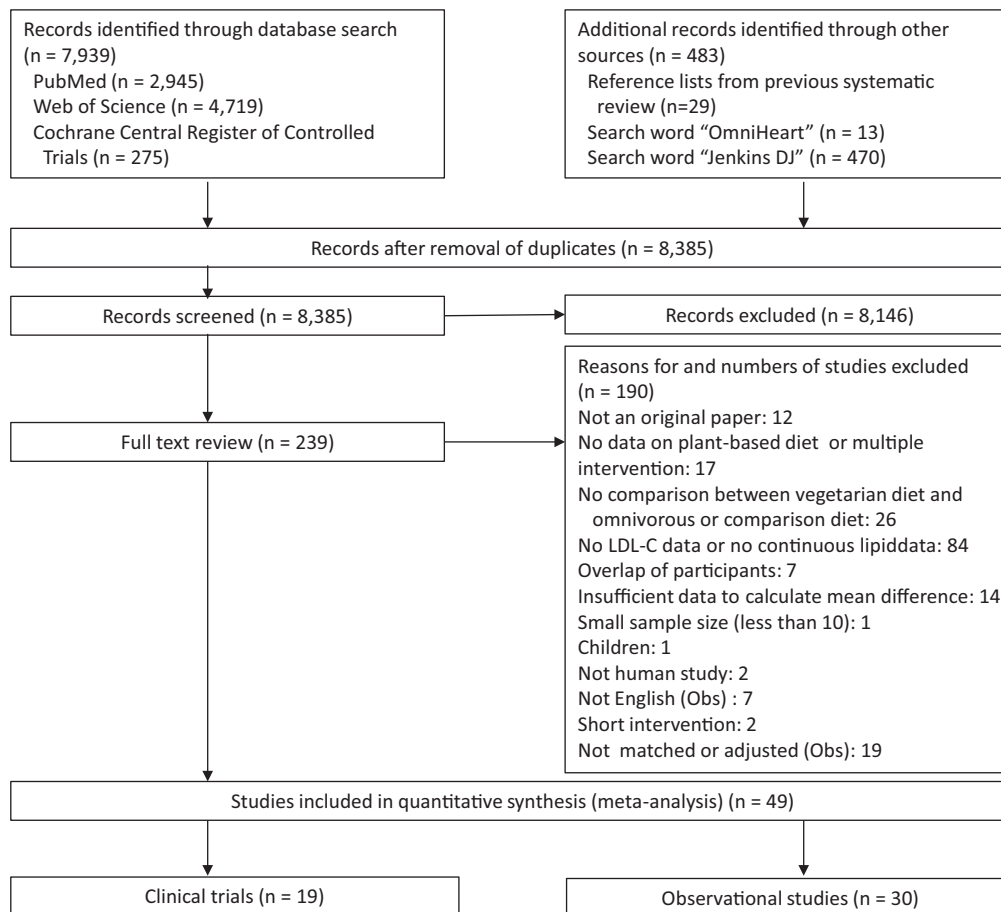 Records identified through database search
(n = 7,939)
PubMed (n = 2,945)
Web of Science (n = 4,719)
Cochrane Central Register of Controlled
Trials (n = 275)
Additional records identified through other
sources (n = 483)
Reference lists from previous systematic
review (n=29)
Search word “OmniHeart” (n = 13)
Search word “Jenkins DJ” (n = 470)
Records after removal of duplicates (n = 8,385)
Records screened (n = 8,385)
Records excluded (n = 8,146)
Full text review (n = 239)
Reasons for and numbers of studies excluded
(n = 190)
Not an original paper: 12
No data on plant-based diet or multiple
intervention: 17
No comparison between vegetarian diet and
omnivorous or comparison diet: 26
No LDL-C data or no continuous lipiddata: 84
Overlap of participants: 7
Insufficient data to calculate mean difference: 14
Small sample size (less than 10): 1
Children: 1
Not human study: 2
Not English (Obs) : 7
Short intervention: 2
Not matched or adjusted (Obs): 19
Studies included in quantitative synthesis (meta-analysis) (n = 49)
Clinical trials (n = 19)
Observational studies (n = 30)